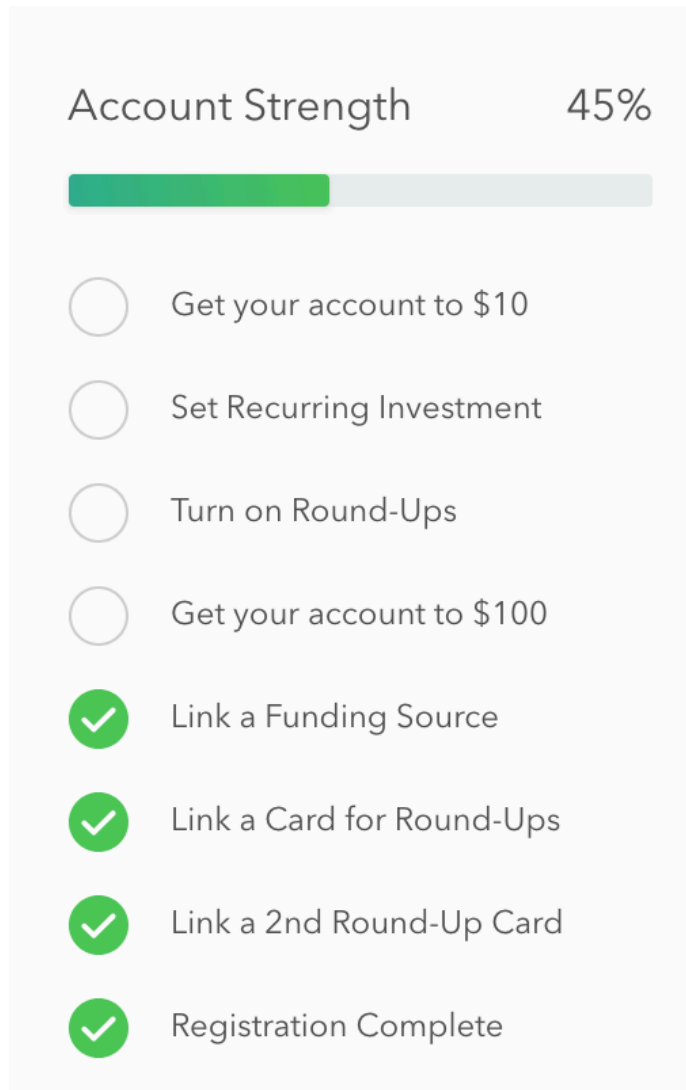 Account Strength 45%
Get your account to $10
Set Recurring Investment
Turn on Round-Ups
Get your account to $100
Link a Funding Source
Link a Card for Round-Ups
Link a 2nd Round-Up Card
Registration Complete